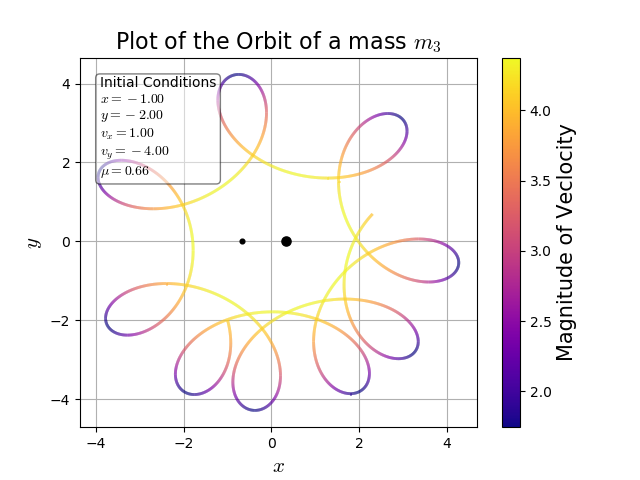 Plot of the Orbit of a mass m₃
Initial Conditions
x = −1.00
y = −2.00
vₓ = 1.00
v_y = −4.00
μ = 0.66
4
2
0
−2
−4
y
−4
−2
0
2
4
x
4.0
3.5
3.0
2.5
2.0
Magnitude of Veclocity